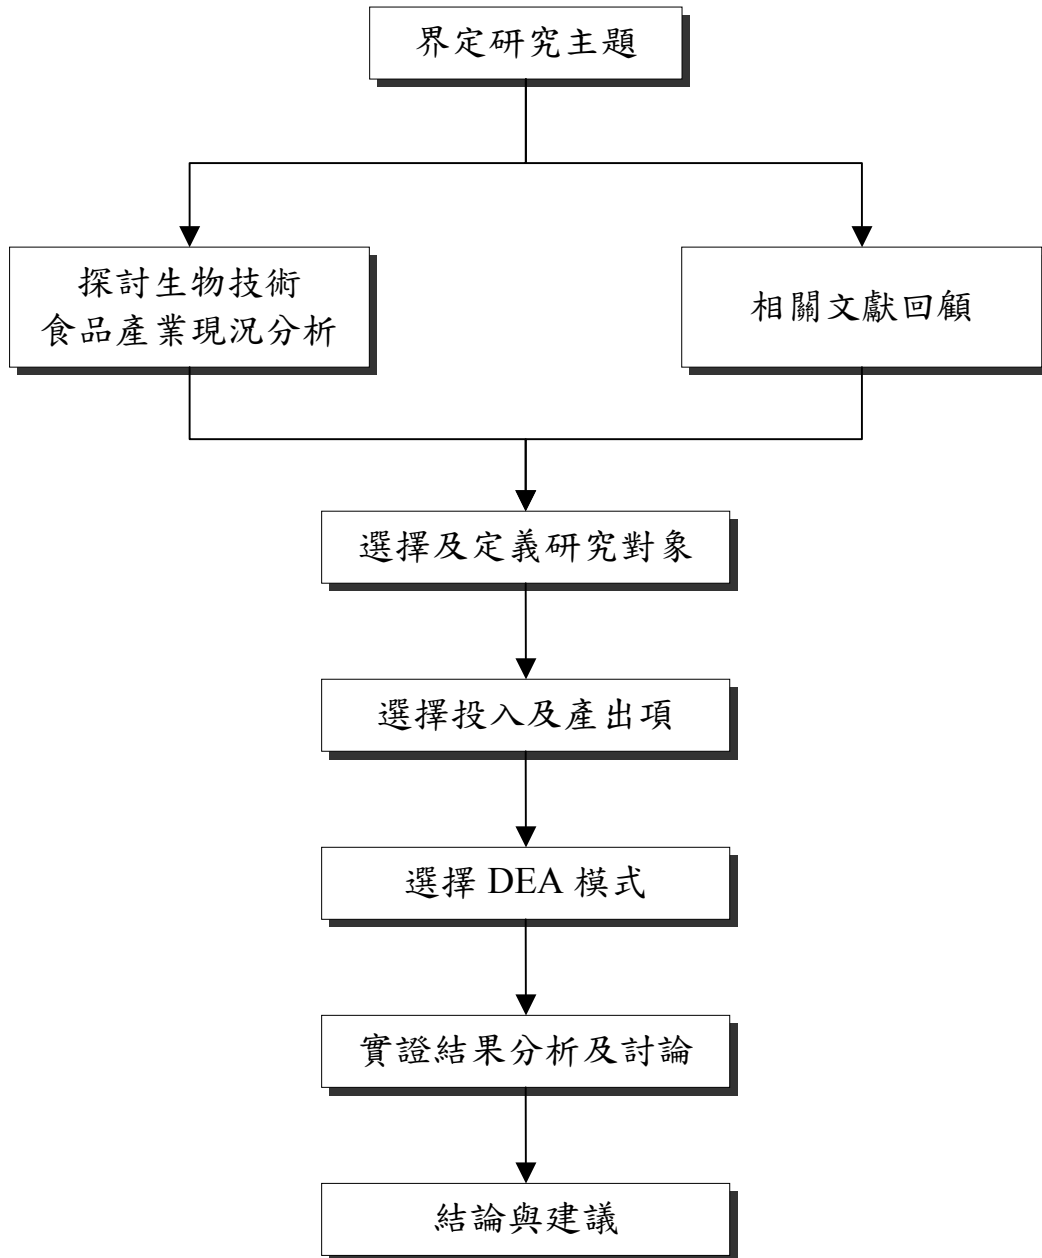 界定研究主題
探討生物技術
食品產業現況分析
相關文獻回顧
選擇及定義研究對象
選擇投入及產出項
選擇 DEA 模式
實證結果分析及討論
結論與建議